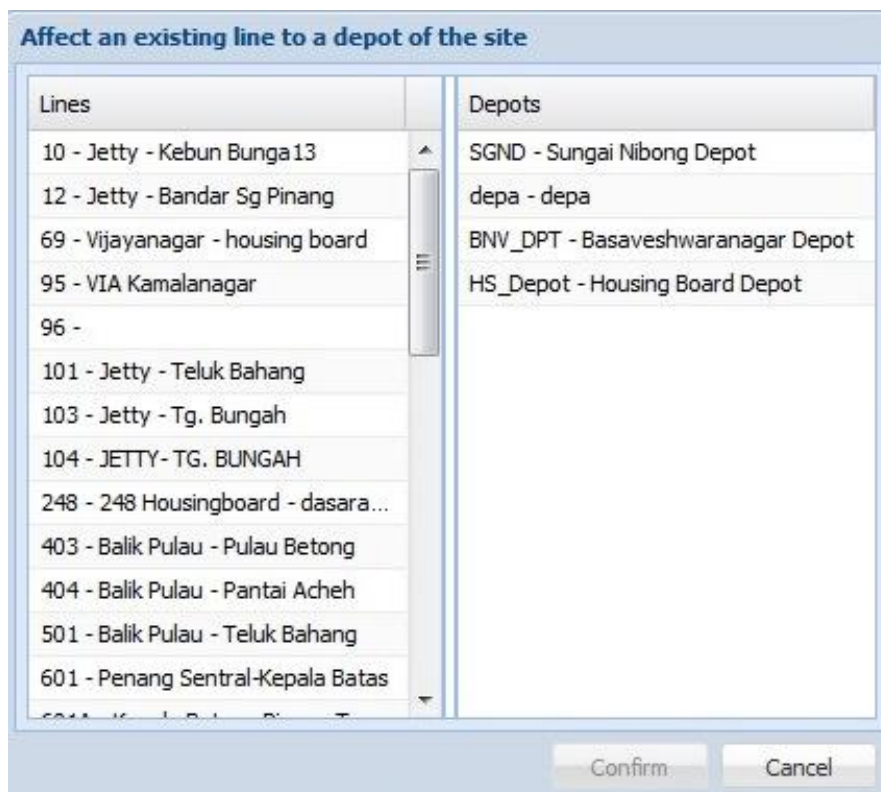 Affect an existing line to a depot of the site
Lines
10 - Jetty - Kebun Bunga13
12 - Jetty - Bandar Sg Pinang
69 - Vijayanagar - housing board
95 - VIA Kamalanagar
96 -
101 - Jetty - Teluk Bahang
103 - Jetty - Tg. Bungah
104 - JETTY- TG. BUNGAH
248 - 248 Housingboard - dasara...
403 - Balik Pulau - Pulau Betong
404 - Balik Pulau - Pantai Acheh
501 - Balik Pulau - Teluk Bahang
601 - Penang Sentral-Kepala Batas
Depots
SGND - Sungai Nibong Depot
depa - depa
BNV_DPT - Basaveshwaranagar Depot
HS_Depot - Housing Board Depot
Confirm
Cancel